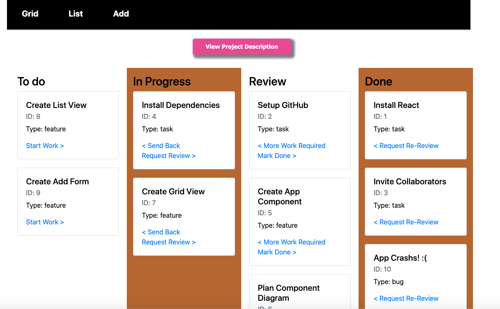 Grid List Add
View Project Description
To do
Create List View
ID: 8
Type: feature
Start Work >
Create Add Form
ID: 9
Type: feature
Start Work >
In Progress
Install Dependencies
ID: 4
Type: task
< Send Back
Request Review >
Create Grid View
ID: 7
Type: feature
< Send Back
Request Review >
Review
Setup GitHub
ID: 2
Type: task
< More Work Required
Mark Done >
Create App
Component
ID: 5
Type: feature
< More Work Required
Mark Done >
Plan Component
Diagram
Done
Install React
ID: 1
Type: task
< Request Re-Review
Invite Collaborators
ID: 3
Type: task
< Request Re-Review
App Crashs! :(
ID: 10
Type: bug
< Request Re-Review